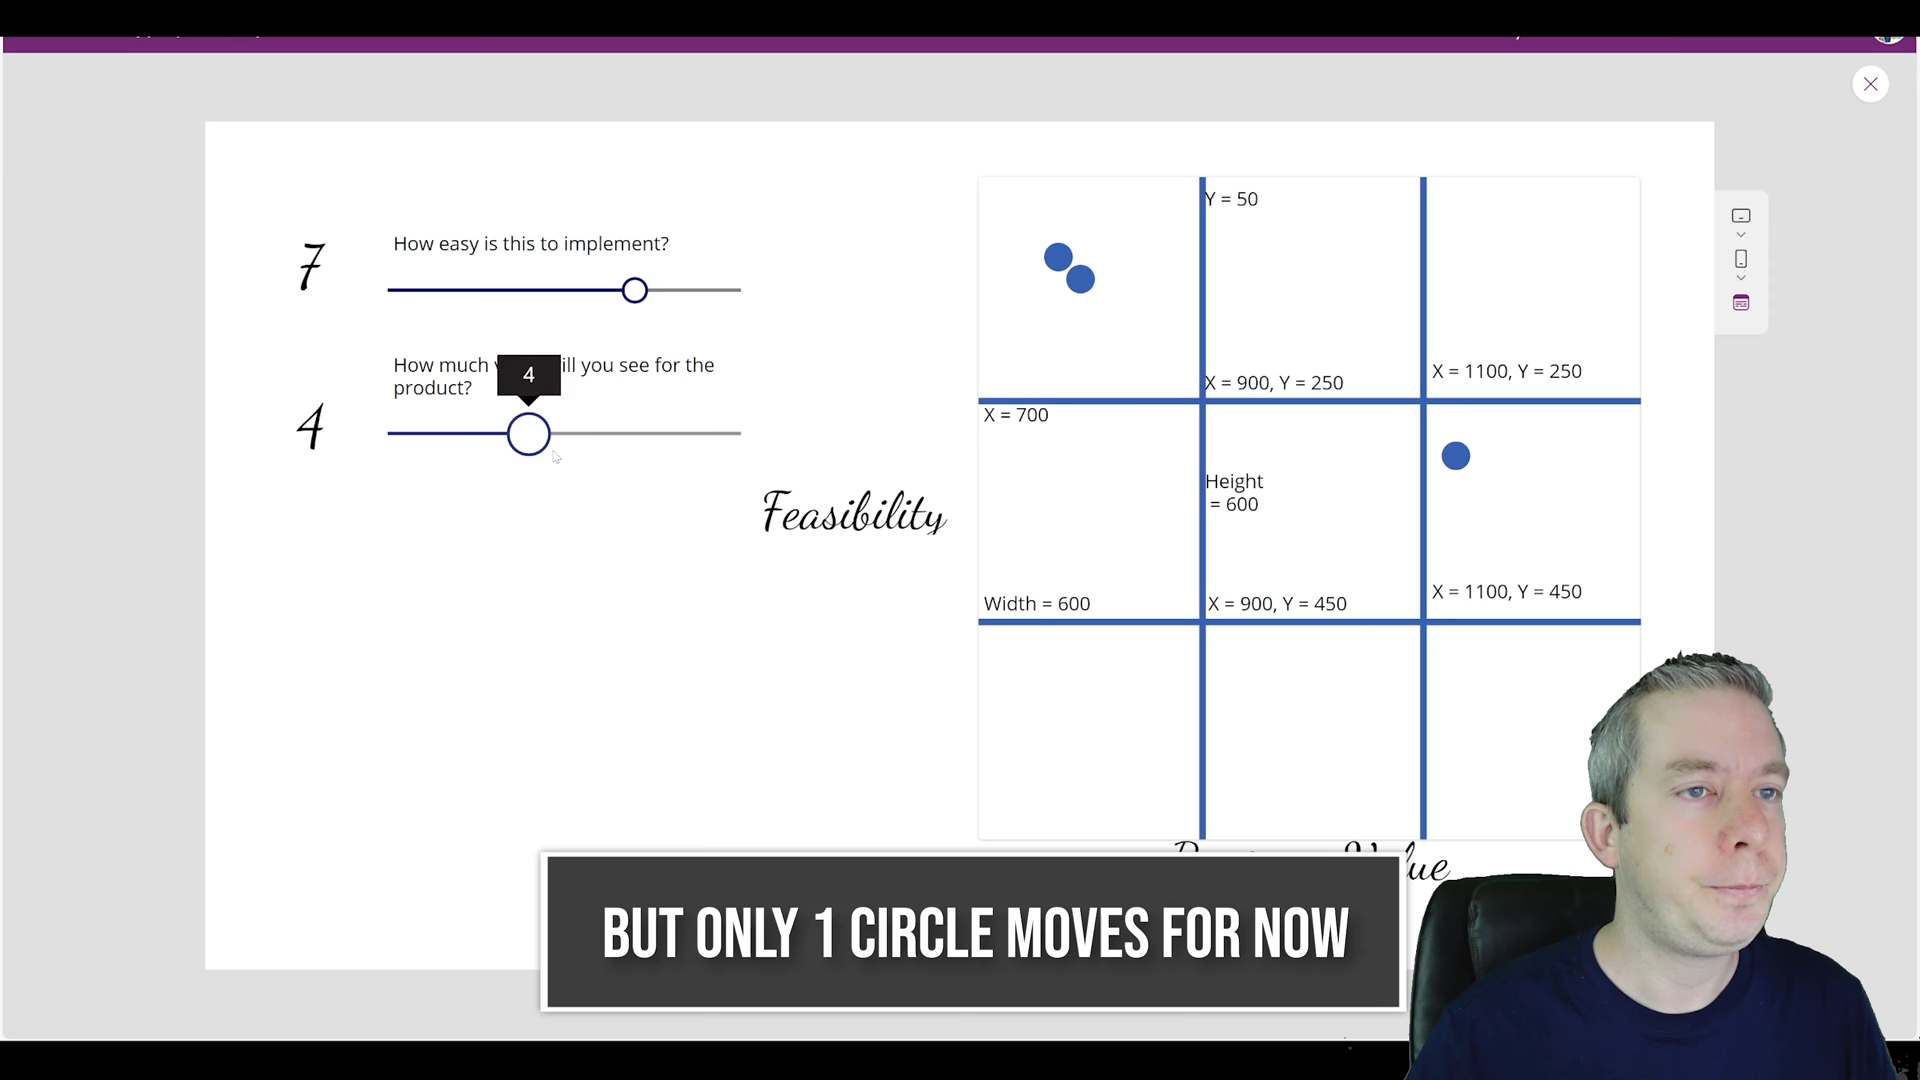 7
How easy is this to implement?
4
How much will you see for the
product?
4
Feasibility
Y = 50
X = 900, Y = 250
X = 1100, Y = 250
X = 700
Height
= 600
Width = 600
X = 900, Y = 450
X = 1100, Y = 450
BUT ONLY 1 CIRCLE MOVES FOR NOW